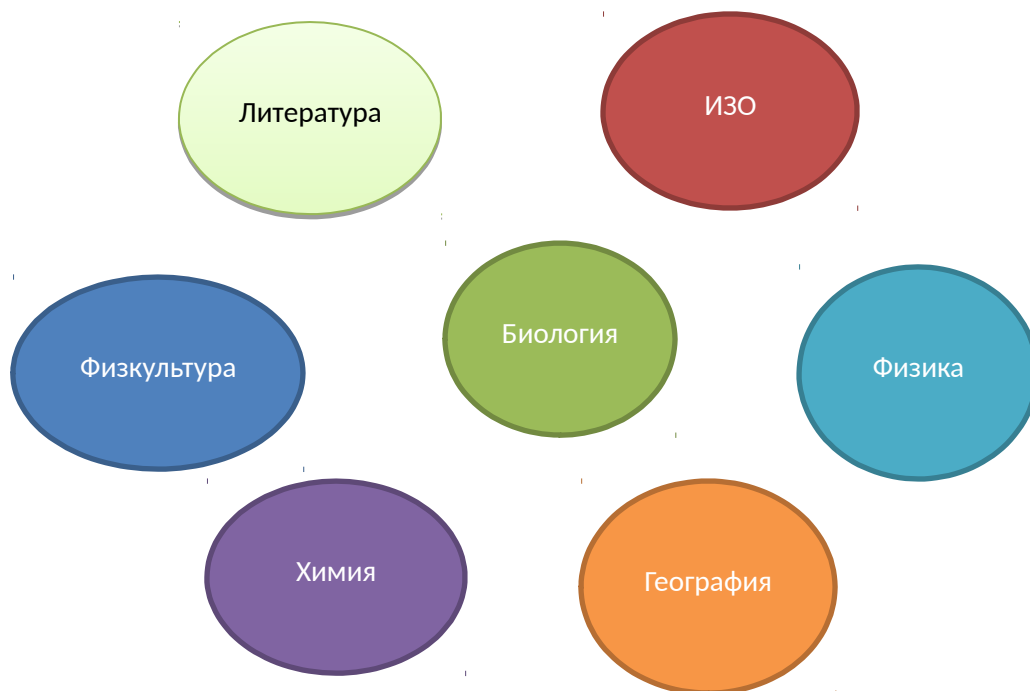 Литература
ИЗО
Физкультура
Биология
Физика
Химия
География